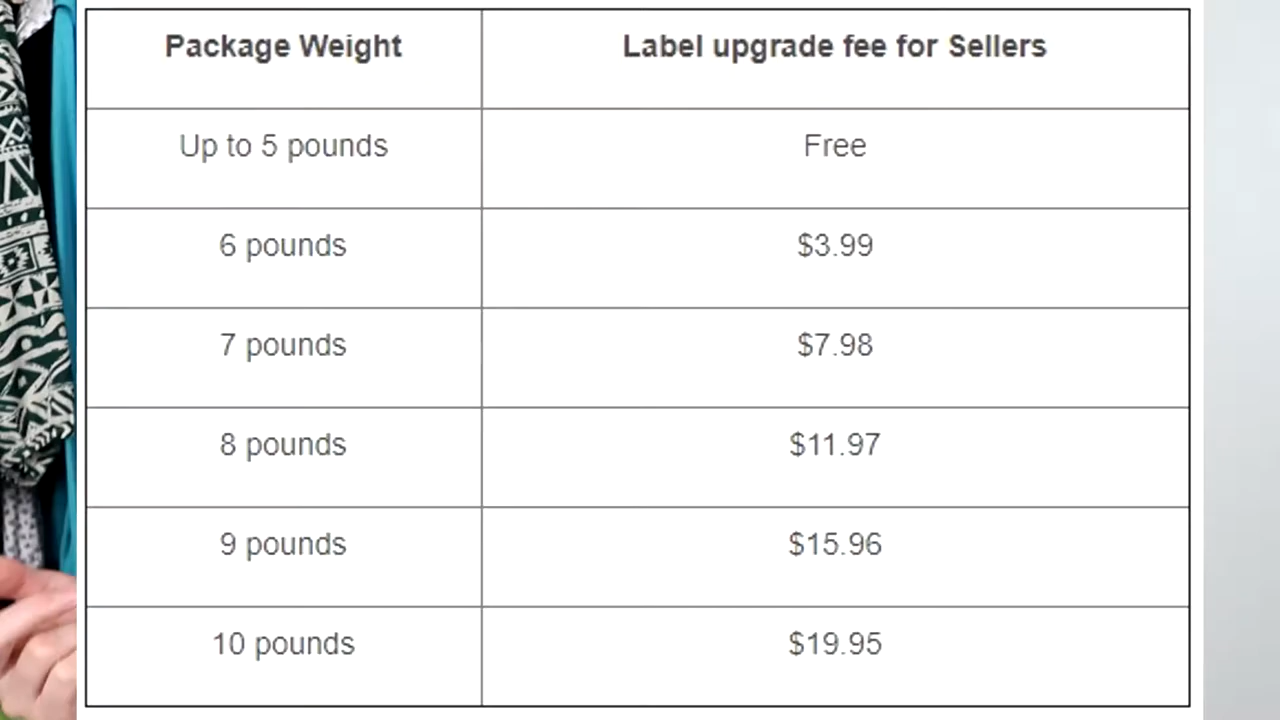 Package Weight Label upgrade fee for Sellers
Up to 5 pounds Free
6 pounds $3.99
7 pounds $7.98
8 pounds $11.97
9 pounds $15.96
10 pounds $19.95